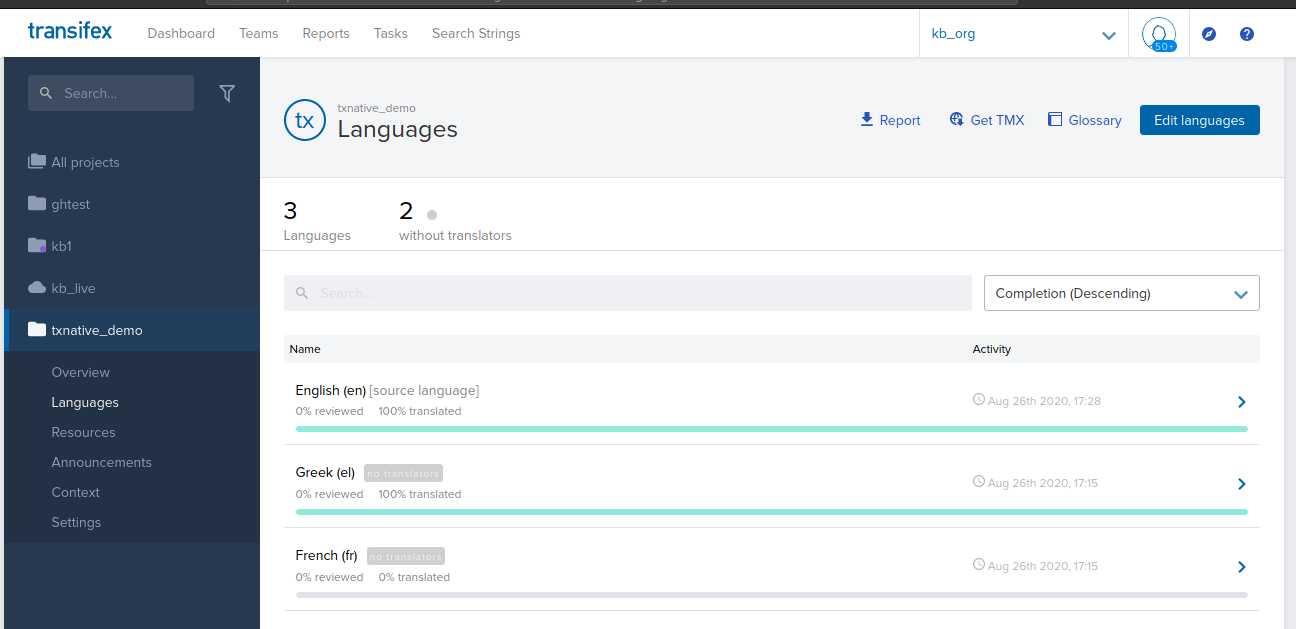 transifex
Dashboard Teams Reports Tasks Search Strings
kb_org
50+
Search...
All projects
ghtest
kb1
kb_live
txnative_demo
Overview
Languages
Resources
Announcements
Context
Settings
tx
txnative_demo
Languages
Report Get TMX Glossary Edit languages
3 2
Languages without translators
Search... Completion (Descending)
Name Activity
English (en) [source language]
0% reviewed 100% translated
Aug 26th 2020, 17:28
Greek (el) no translators
0% reviewed 100% translated
Aug 26th 2020, 17:15
French (fr) no translators
0% reviewed 0% translated
Aug 26th 2020, 17:15